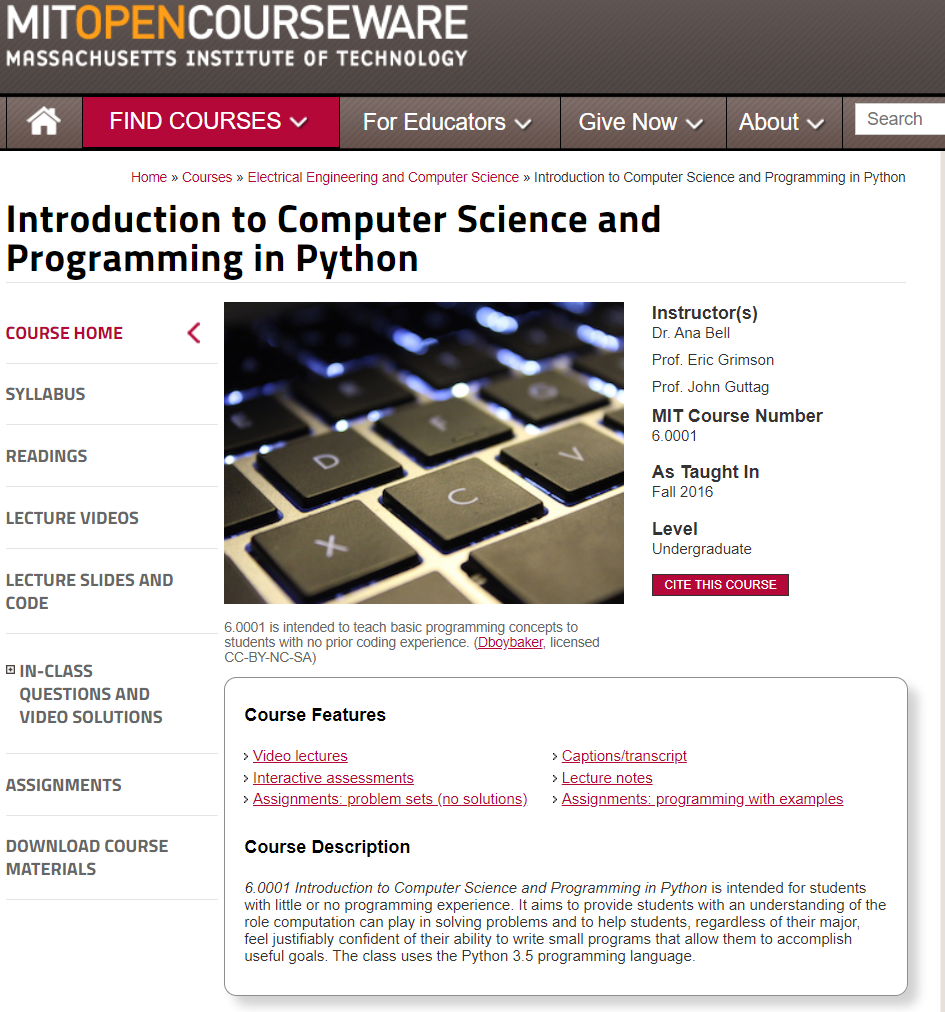 MITOPENCOURSEWARE
MASSACHUSETTS INSTITUTE OF TECHNOLOGY
FIND COURSES
For Educators
Give Now
About
Search
Home » Courses » Electrical Engineering and Computer Science » Introduction to Computer Science and Programming in Python
Introduction to Computer Science and
Programming in Python
COURSE HOME
SYLLABUS
READINGS
LECTURE VIDEOS
LECTURE SLIDES AND
CODE
IN-CLASS
QUESTIONS AND
VIDEO SOLUTIONS
ASSIGNMENTS
DOWNLOAD COURSE
MATERIALS
D
F
G
X
C
V
6.0001 is intended to teach basic programming concepts to
students with no prior coding experience. (Dboybaker, licensed
CC-BY-NC-SA)
Instructor(s)
Dr. Ana Bell
Prof. Eric Grimson
Prof. John Guttag
MIT Course Number
6.0001
As Taught In
Fall 2016
Level
Undergraduate
CITE THIS COURSE
Course Features
Video lectures
Captions/transcript
Interactive assessments
Lecture notes
Assignments: problem sets (no solutions)
Assignments: programming with examples
Course Description
6.0001 Introduction to Computer Science and Programming in Python is intended for students
with little or no programming experience. It aims to provide students with an understanding of the
role computation can play in solving problems and to help students, regardless of their major,
feel justifiably confident of their ability to write small programs that allow them to accomplish
useful goals. The class uses the Python 3.5 programming language.